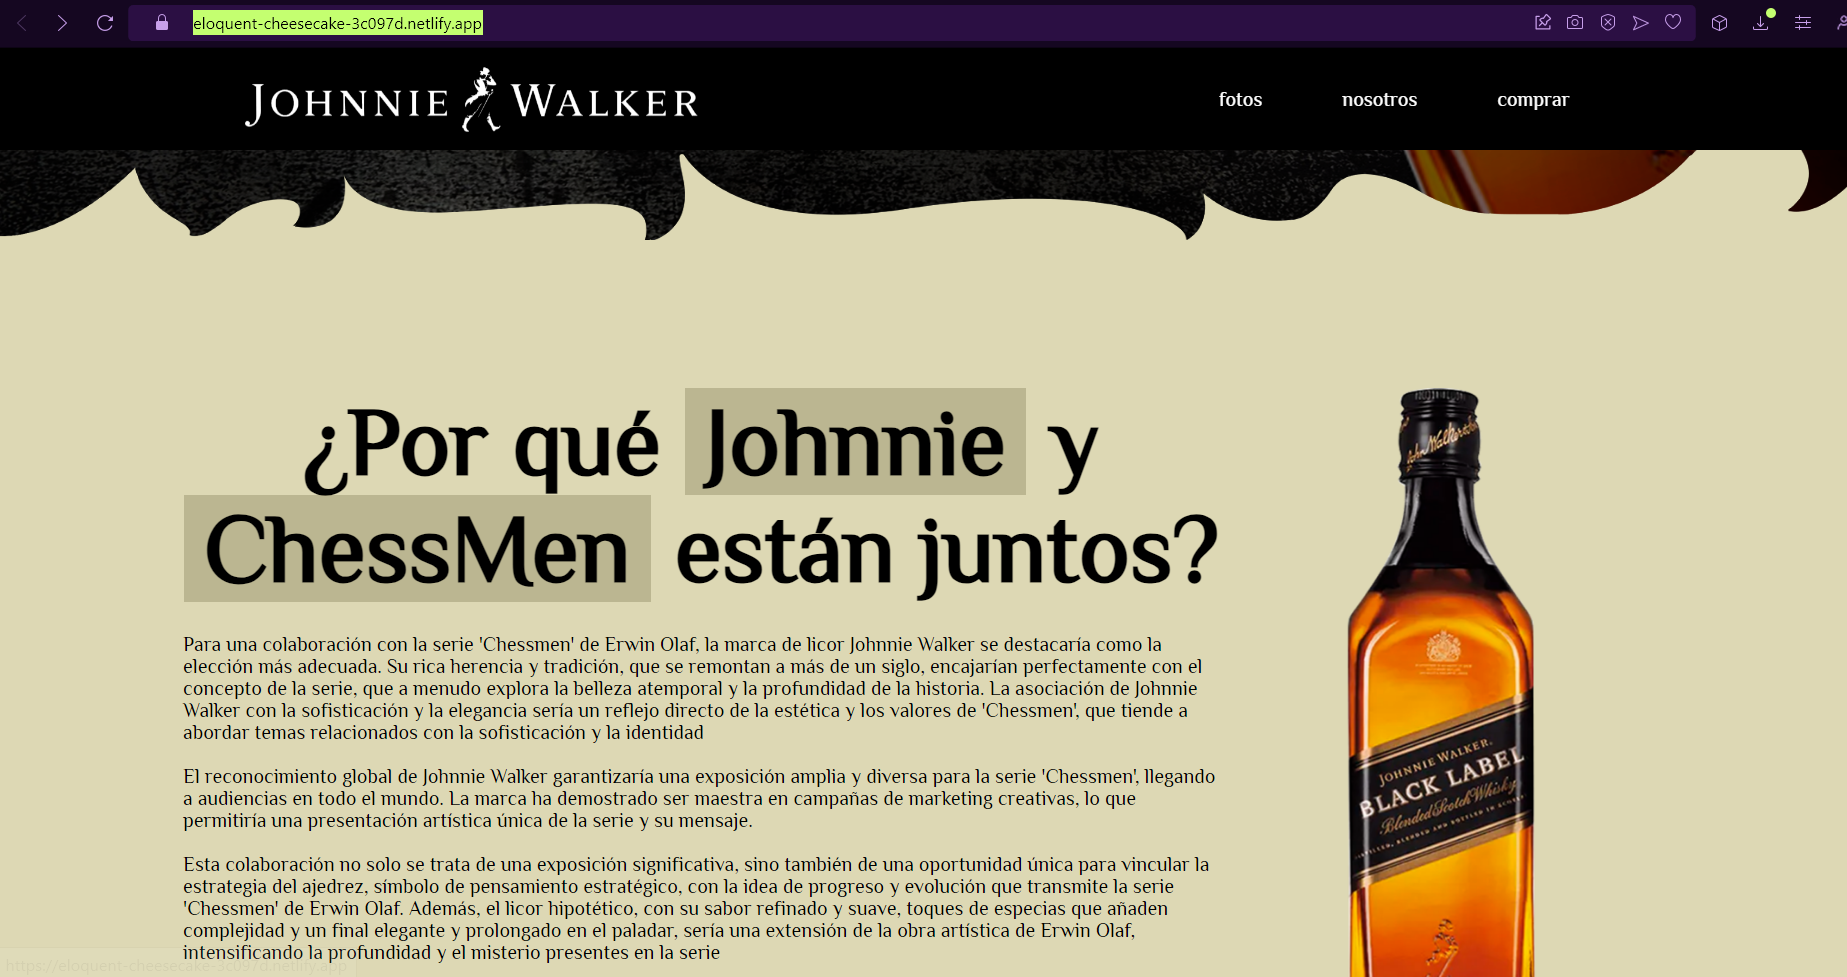 eloquent-cheesecake-3c097d.netlify.app
JOHNNIE WALKER
fotos nosotros comprar
¿Por qué Johnnie y
ChessMen están juntos?
Para una colaboración con la serie 'Chessmen' de Erwin Olaf, la marca de licor Johnnie Walker se destacaría como la
elección más adecuada. Su rica herencia y tradición, que se remontan a más de un siglo, encajarían perfectamente con el
concepto de la serie, que a menudo explora la belleza atemporal y la profundidad de la historia. La asociación de Johnnie
Walker con la sofisticación y la elegancia sería un reflejo directo de la estética y los valores de 'Chessmen', que tiende a
abordar temas relacionados con la sofisticación y la identidad
El reconocimiento global de Johnnie Walker garantizaría una exposición amplia y diversa para la serie 'Chessmen', llegando
a audiencias en todo el mundo. La marca ha demostrado ser maestra en campañas de marketing creativas, lo que
permitiría una presentación artística única de la serie y su mensaje.
Esta colaboración no solo se trata de una exposición significativa, sino también de una oportunidad única para vincular la
estrategia del ajedrez, símbolo de pensamiento estratégico, con la idea de progreso y evolución que transmite la serie
'Chessmen' de Erwin Olaf. Además, el licor hipotético, con su sabor refinado y suave, toques de especias que añaden
complejidad y un final elegante y prolongado en el paladar, sería una extensión de la obra artística de Erwin Olaf,
intensificando la profundidad y el misterio presentes en la serie
JOHNNIE WALKER.
BLACK LABEL
Blended Scotch Whisky
https://eloquent-cheesecake-3c097d.netlify.app